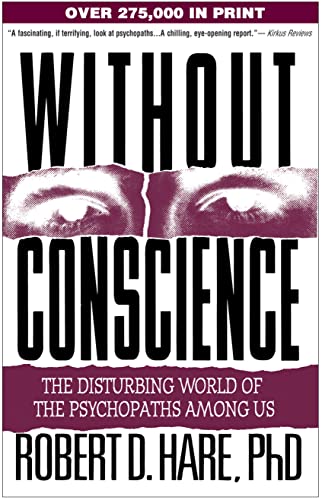 OVER 275,000 IN PRINT
"A fascinating, if terrifying, look at psychopaths...A chilling, eye-opening report."— Kirkus Reviews
WITHOUT
CONSCIENCE
THE DISTURBING WORLD OF
THE PSYCHOPATHS AMONG US
ROBERT D. HARE, PhD